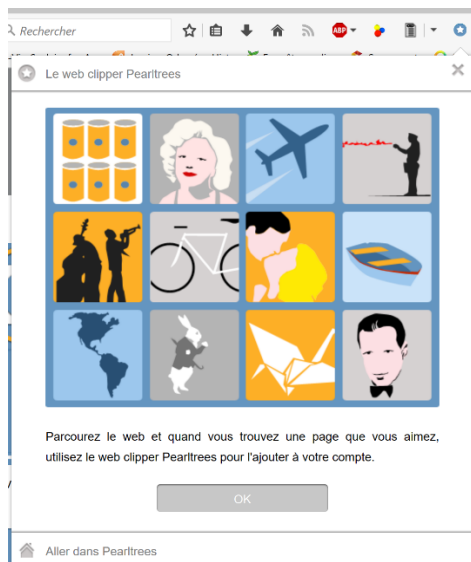 Rechercher
ABP
Le web clipper Pearltrees
Parcourez le web et quand vous trouvez une page que vous aimez,
utilisez le web clipper Pearltrees pour l'ajouter à votre compte.
OK
Aller dans Pearltrees